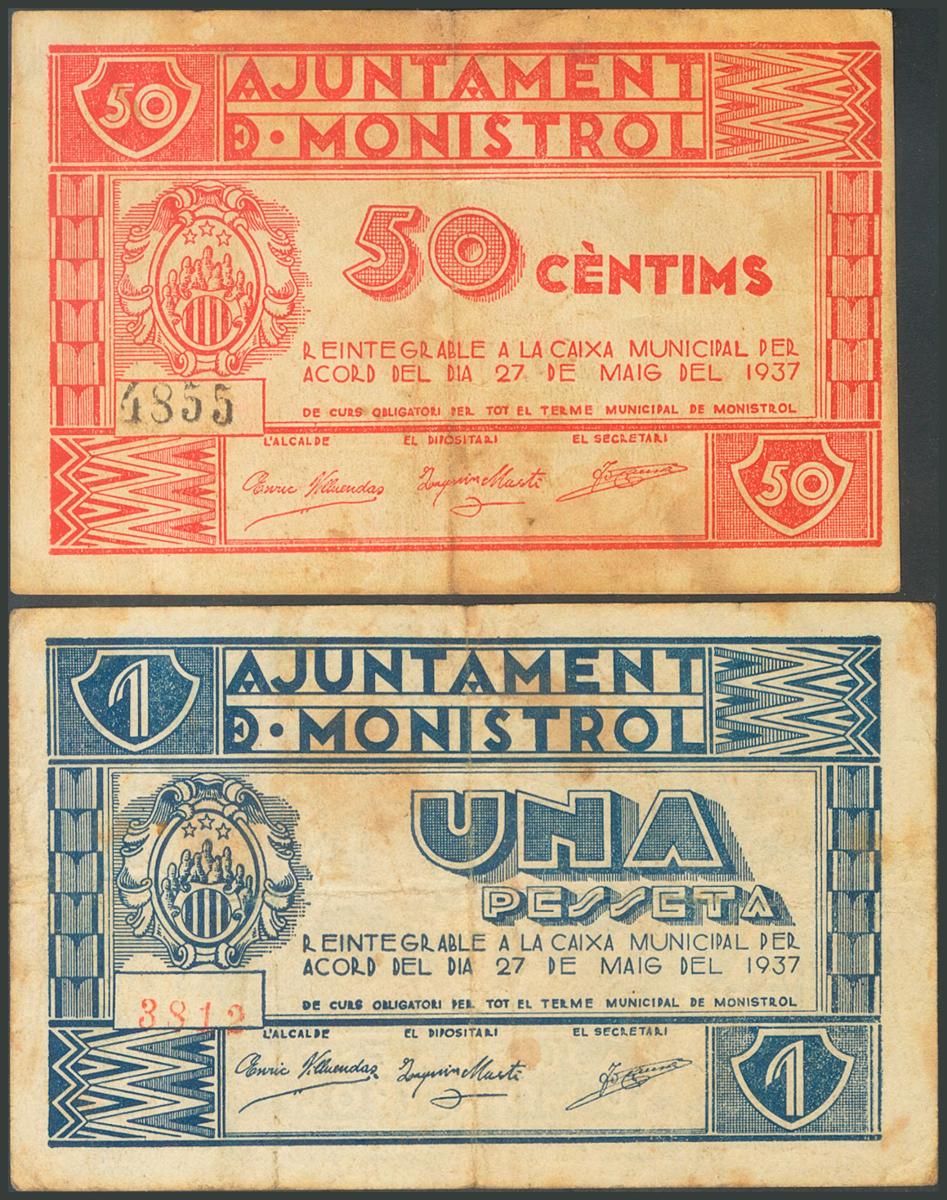 50
AJUNTAMENT
D·MONISTROL
50 CÈNTIMS
REINTEGRABLE A LA CAIXA MUNICIPAL PER
ACORD DEL DIA 27 DE MAIG DEL 1937
DE CURS OBLIGATORI PER TOT EL TERME MUNICIPAL DE MONISTROL
4855
L'ALCALDE EL DIPOSITARI EL SECRETARI
Enric Villuendas
50
1
AJUNTAMENT
D·MONISTROL
UNA
PESSETA
REINTEGRABLE A LA CAIXA MUNICIPAL PER
ACORD DEL DIA 27 DE MAIG DEL 1937
DE CURS OBLIGATORI PER TOT EL TERME MUNICIPAL DE MONISTROL
3812
L'ALCALDE EL DIPOSITARI EL SECRETARI
Enric Villuendas
1